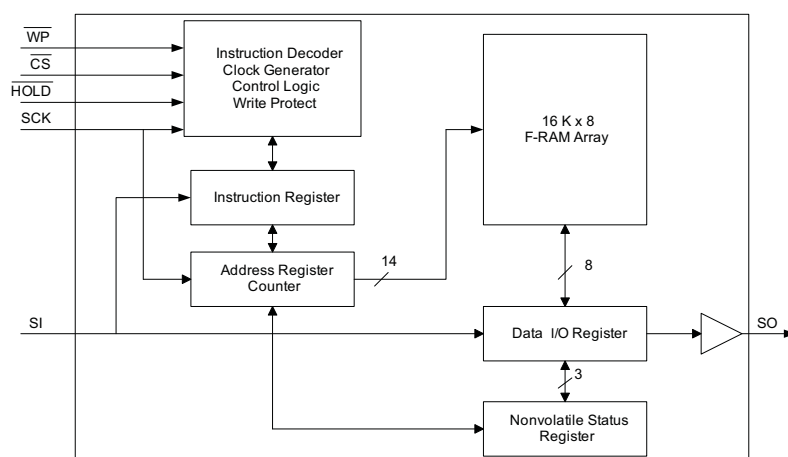 WP
CS
HOLD
SCK
Instruction Decoder
Clock Generator
Control Logic
Write Protect
16 K x 8
F-RAM Array
Instruction Register
Address Register
Counter
14
8
SI
Data I/O Register
SO
3
Nonvolatile Status
Register